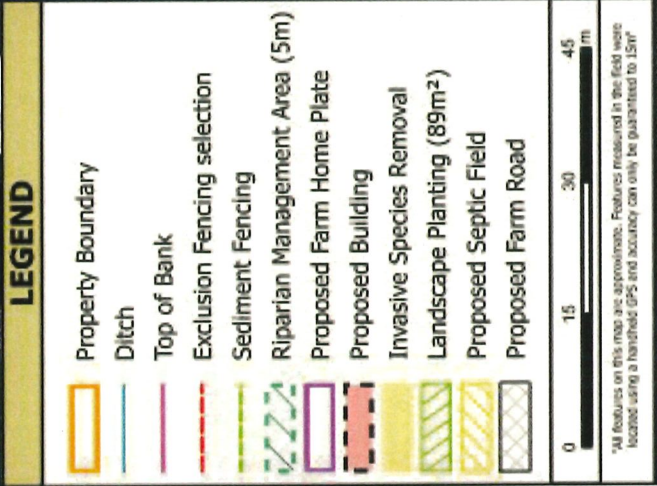 LEGEND
Property Boundary
Ditch
Top of Bank
Exclusion Fencing selection
Sediment Fencing
Riparian Management Area (5m)
Proposed Farm Home Plate
Proposed Building
Invasive Species Removal
Landscape Planting (89m²)
Proposed Septic Field
Proposed Farm Road
0 15 30 45 m
"All features on this map are approximate. Features measured in the field were
located using a handheld GPS and accuracy can only be guaranteed to 15m"